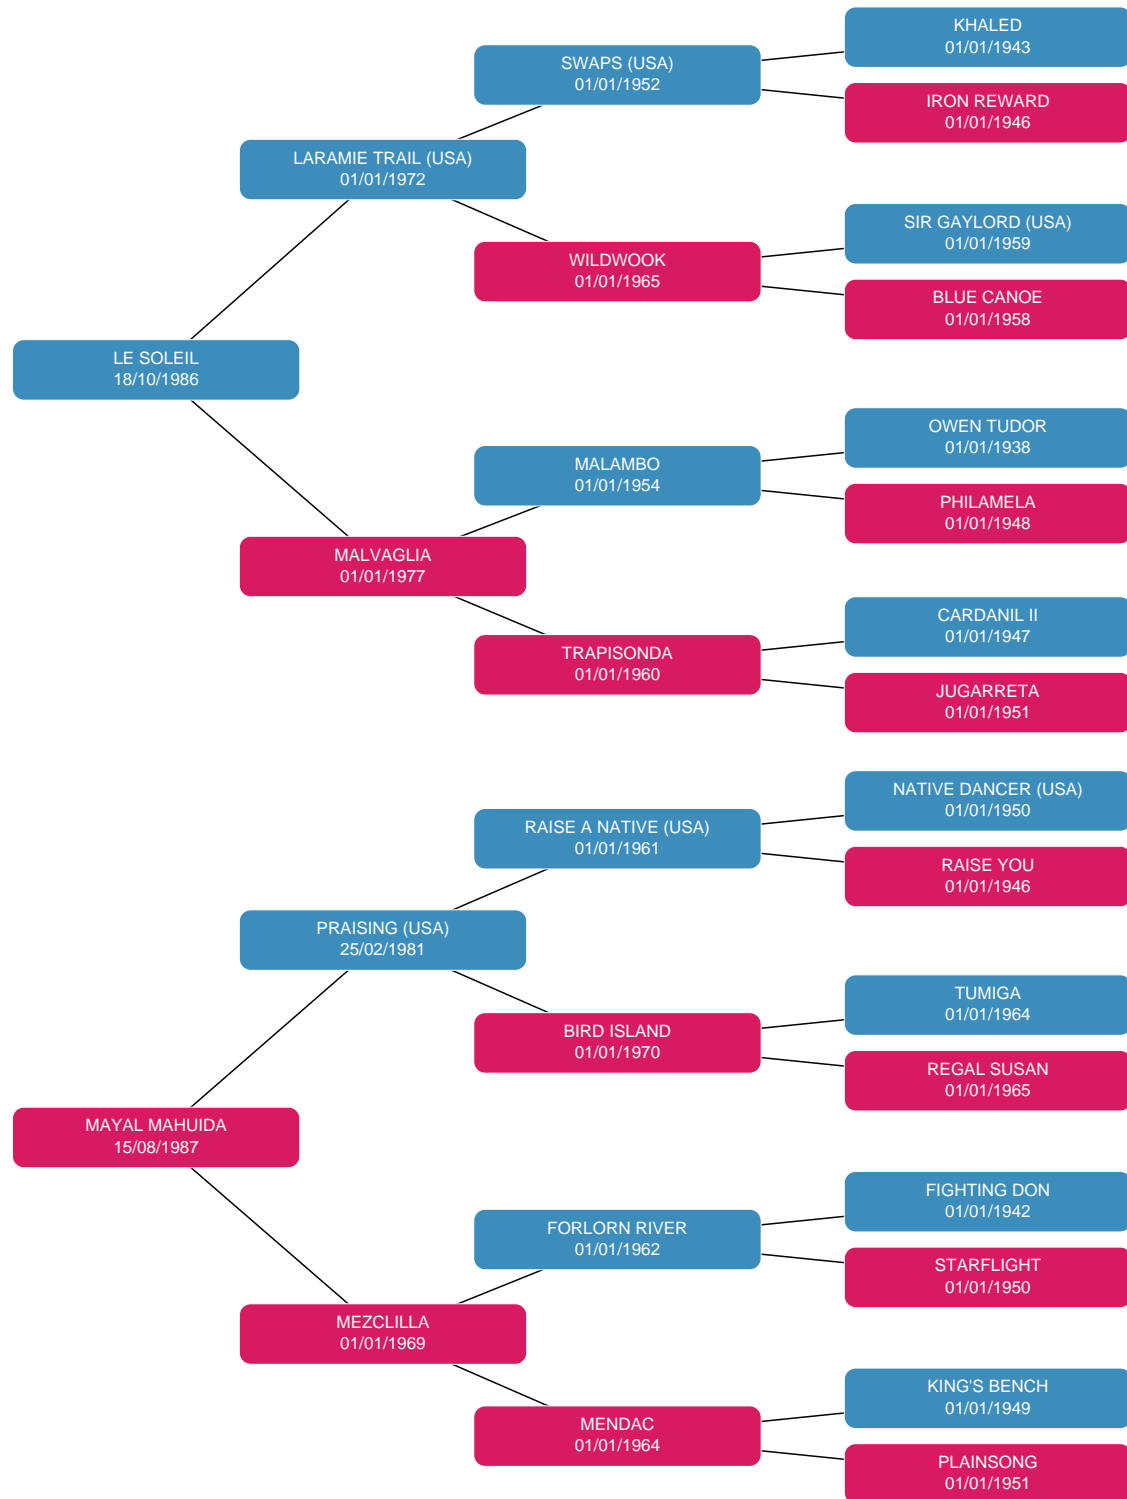 KHALED
01/01/1943
SWAPS (USA)
01/01/1952
IRON REWARD
01/01/1946
LARAMIE TRAIL (USA)
01/01/1972
SIR GAYLORD (USA)
01/01/1959
WILDWOOK
01/01/1965
BLUE CANOE
01/01/1958
LE SOLEIL
18/10/1986
OWEN TUDOR
01/01/1938
MALAMBO
01/01/1954
PHILAMELA
01/01/1948
MALVAGLIA
01/01/1977
CARDANIL II
01/01/1947
TRAPISONDA
01/01/1960
JUGARRETA
01/01/1951
NATIVE DANCER (USA)
01/01/1950
RAISE A NATIVE (USA)
01/01/1961
RAISE YOU
01/01/1946
PRAISING (USA)
25/02/1981
TUMIGA
01/01/1964
BIRD ISLAND
01/01/1970
REGAL SUSAN
01/01/1965
MAYAL MAHUIDA
15/08/1987
FIGHTING DON
01/01/1942
FORLORN RIVER
01/01/1962
STARFLIGHT
01/01/1950
MEZCLILLA
01/01/1969
KING'S BENCH
01/01/1949
MENDAC
01/01/1964
PLAINSONG
01/01/1951